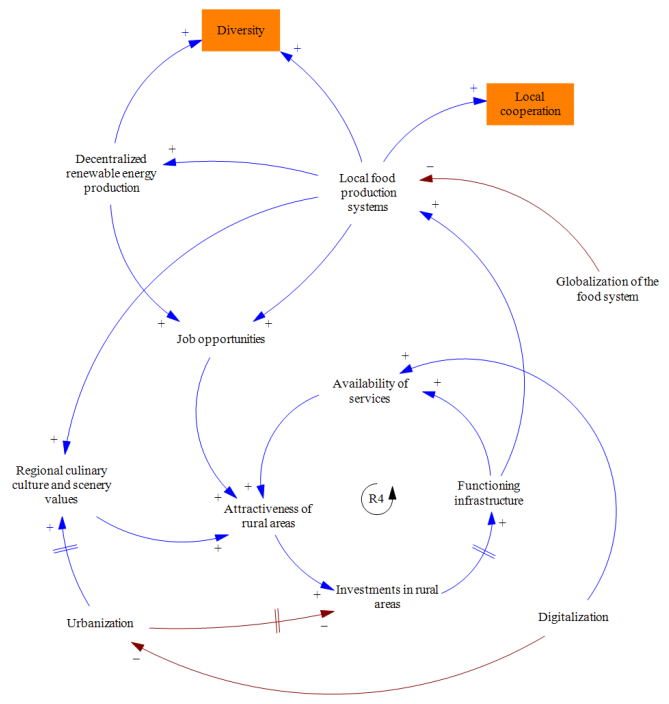 Diversity
+
+
Local
cooperation
+
Decentralized
renewable energy
production
+
Local food
production
systems
−
+
Globalization of the
food system
+
Job opportunities
+
+
Availability of
services
+
+
Regional culinary
culture and scenery
values
+
+
Attractiveness of
rural areas
+
+
R4
Functioning
infrastructure
+
+
Investments in rural
areas
+
−
Urbanization
−
Digitalization